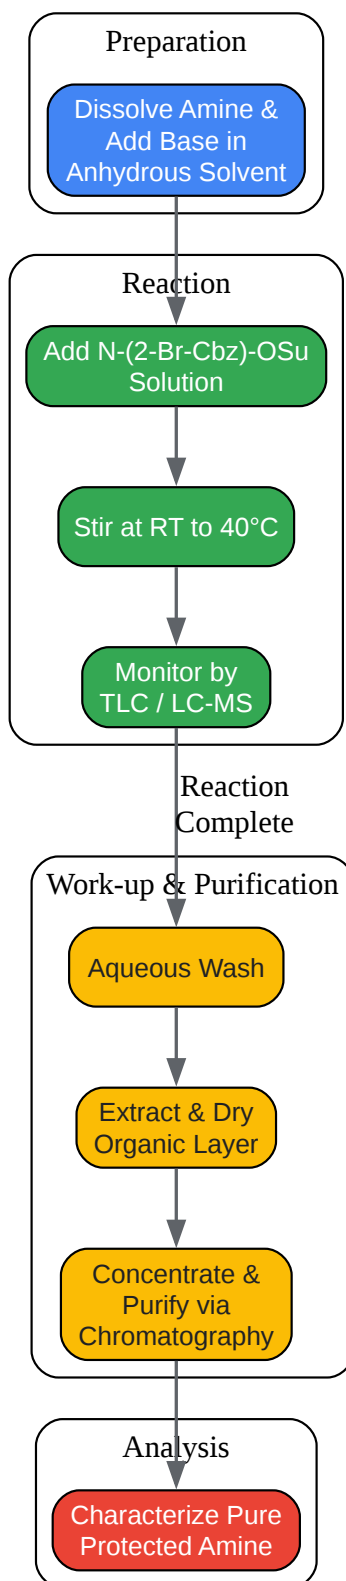 Preparation
Dissolve Amine &
Add Base in
Anhydrous Solvent
Reaction
Add N-(2-Br-Cbz)-OSu
Solution
Stir at RT to 40°C
Monitor by
TLC / LC-MS
Reaction
Complete
Work-up & Purification
Aqueous Wash
Extract & Dry
Organic Layer
Concentrate &
Purify via
Chromatography
Analysis
Characterize Pure
Protected Amine